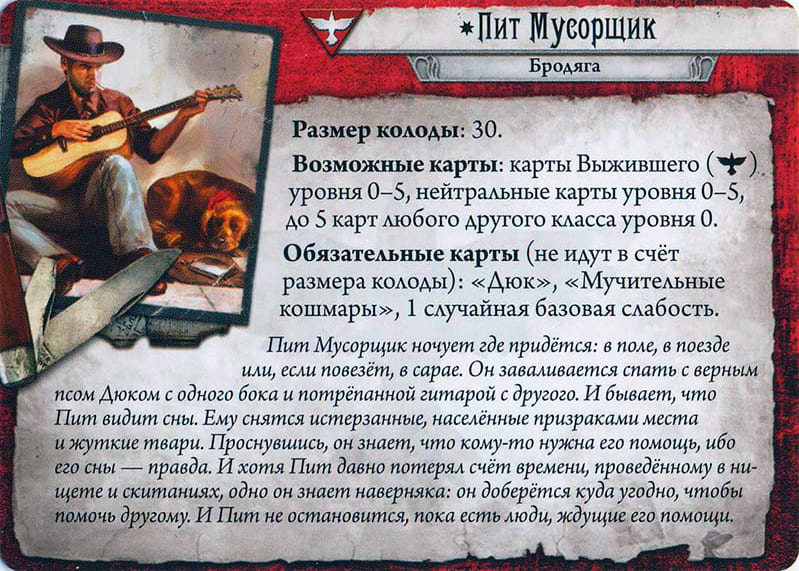 ✶Пит Мусорщик
Бродяга
Размер колоды: 30.
Возможные карты: карты Выжившего ( )
уровня 0–5, нейтральные карты уровня 0–5,
до 5 карт любого другого класса уровня 0.
Обязательные карты (не идут в счёт
размера колоды): «Дюк», «Мучительные
кошмары», 1 случайная базовая слабость.
Пит Мусорщик ночует где придётся: в поле, в поезде
или, если повезёт, в сарае. Он заваливается спать с верным
псом Дюком с одного бока и потрёпанной гитарой с другого. И бывает, что
Пит видит сны. Ему снятся истерзанные, населённые призраками места
и жуткие твари. Проснувшись, он знает, что кому-то нужна его помощь, ибо
его сны — правда. И хотя Пит давно потерял счёт времени, проведённому в ни-
щете и скитаниях, одно он знает наверняка: он доберётся куда угодно, чтобы
помочь другому. И Пит не остановится, пока есть люди, ждущие его помощи.